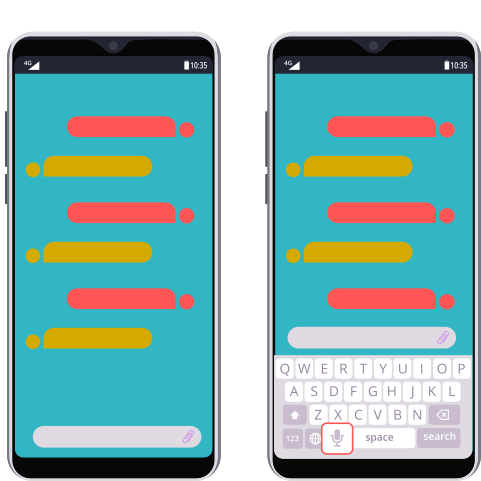 4G 10:35
4G 10:35
Q W E R T Y U I O P
A S D F G H J K L
Z X C V B N
123 space search